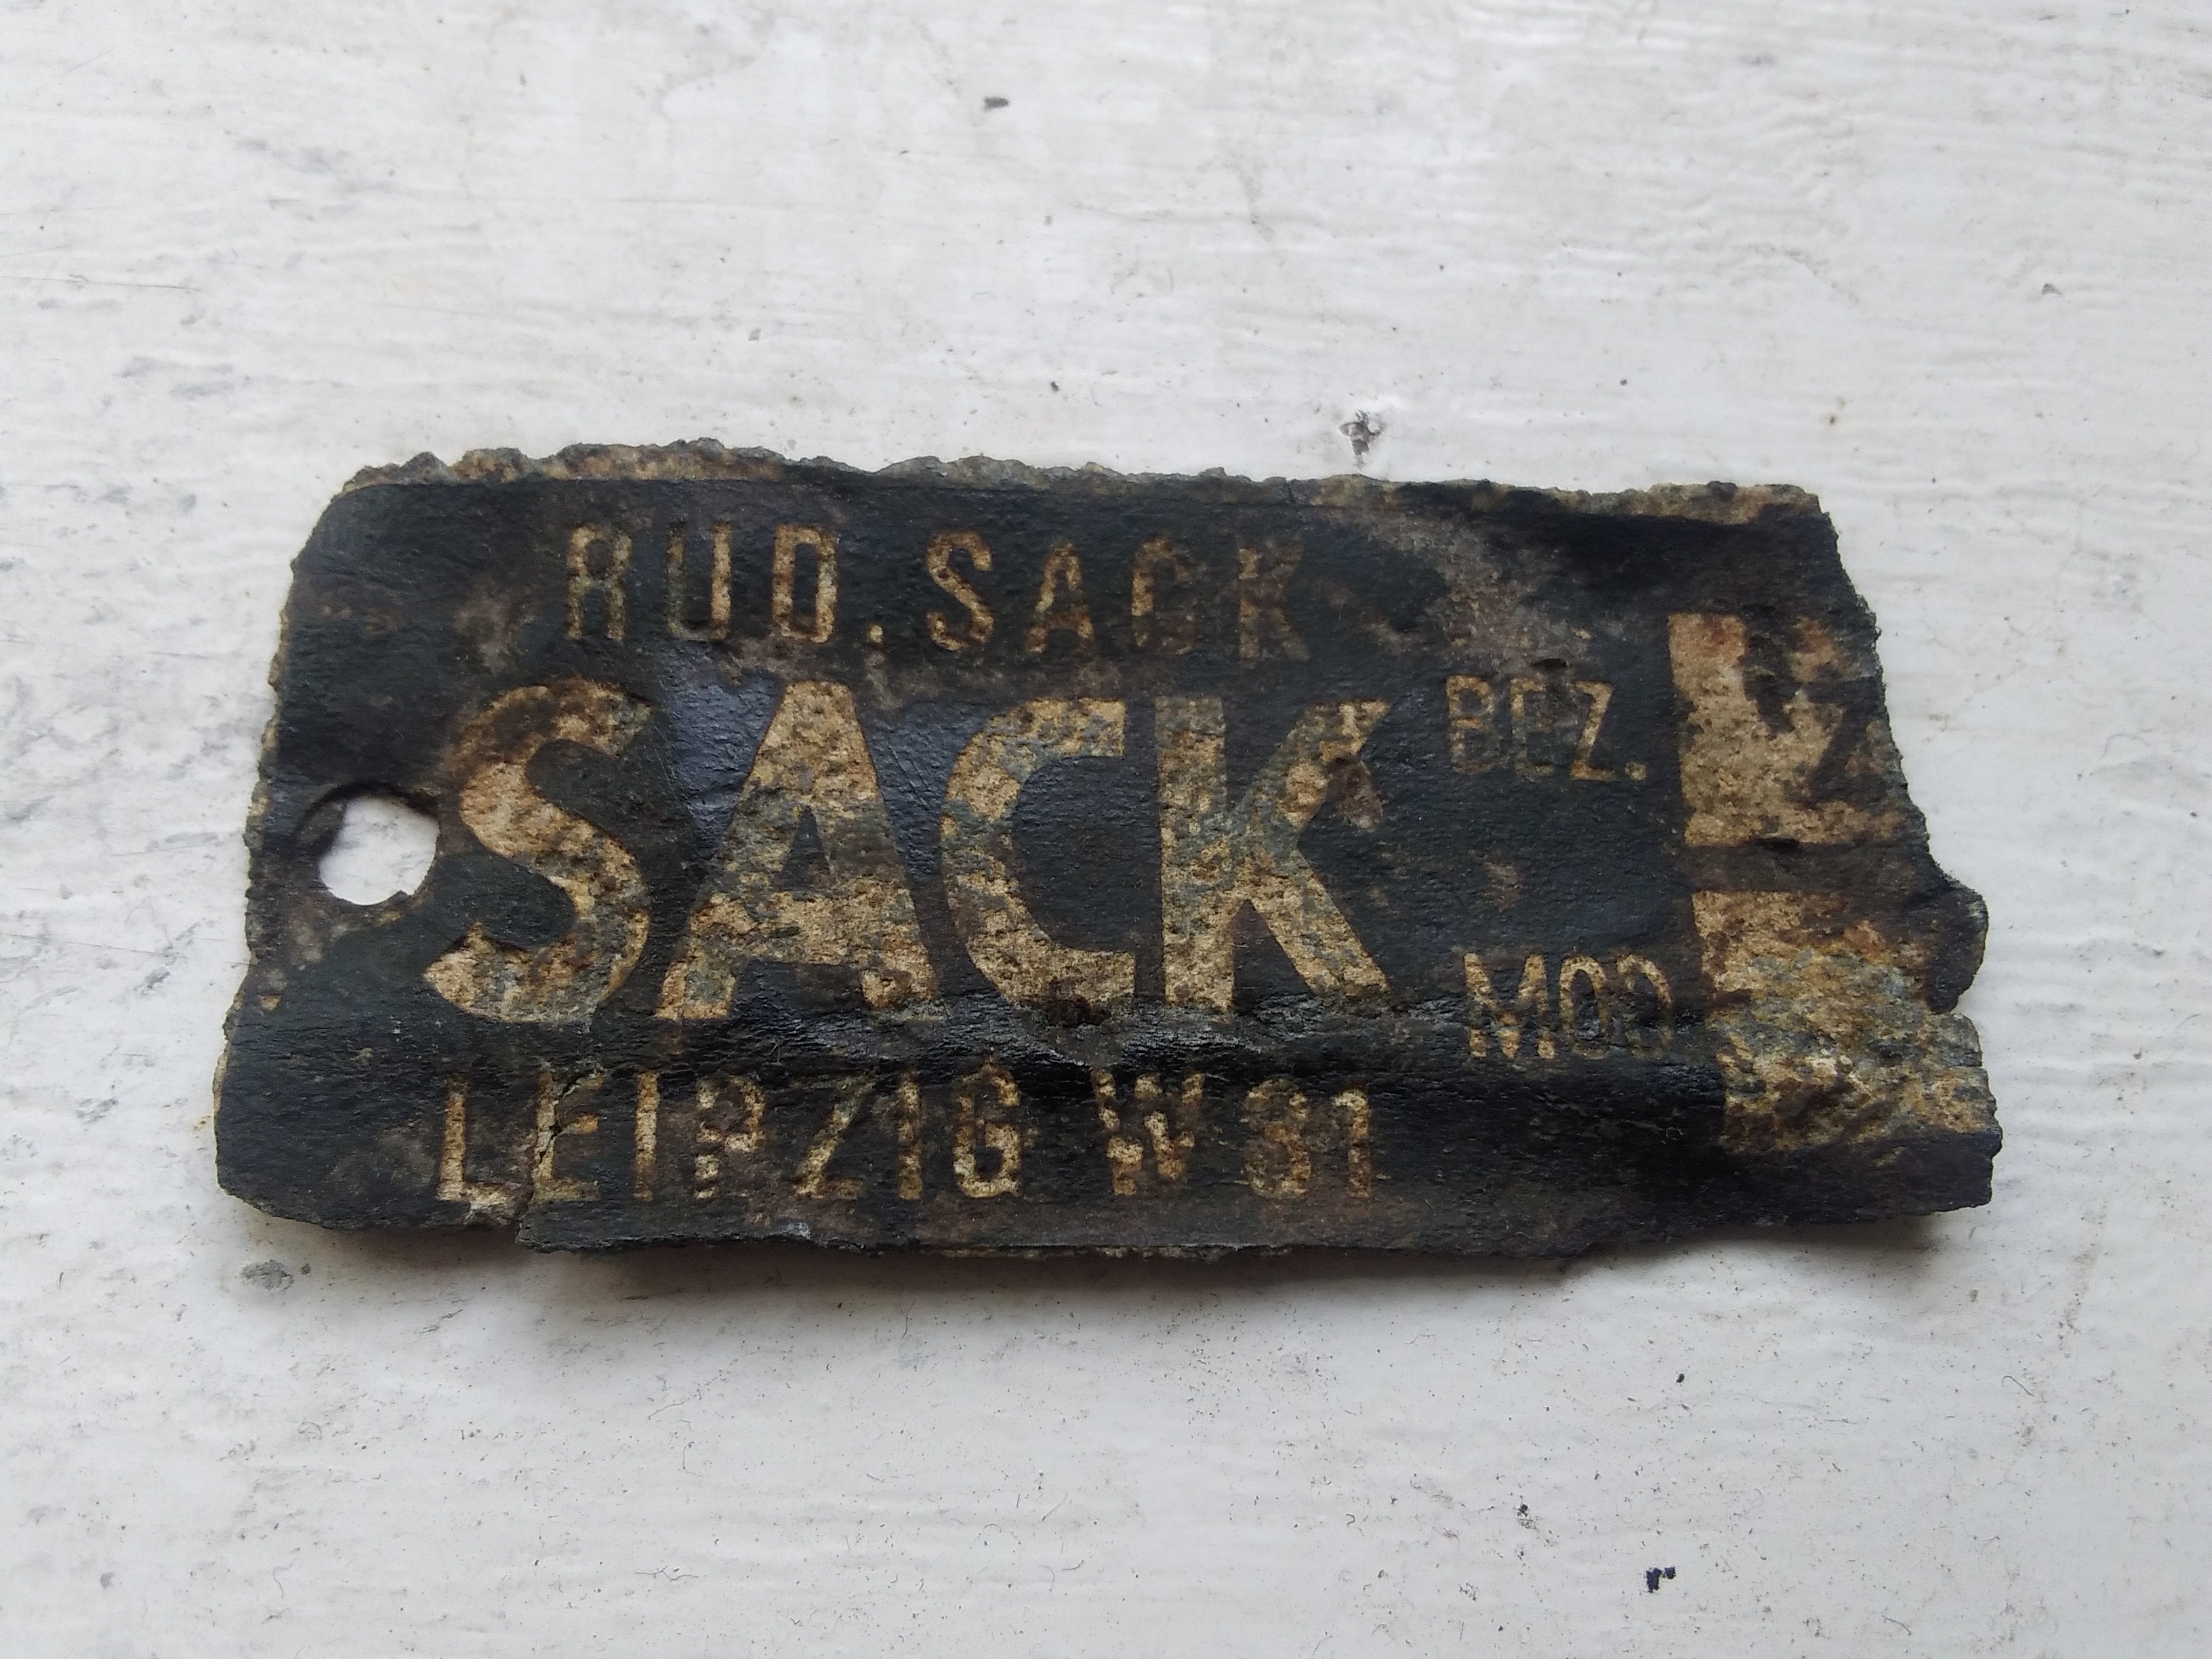 RUD. SACK
SACK
BEZ.
MOD
LEIPZIG W 31